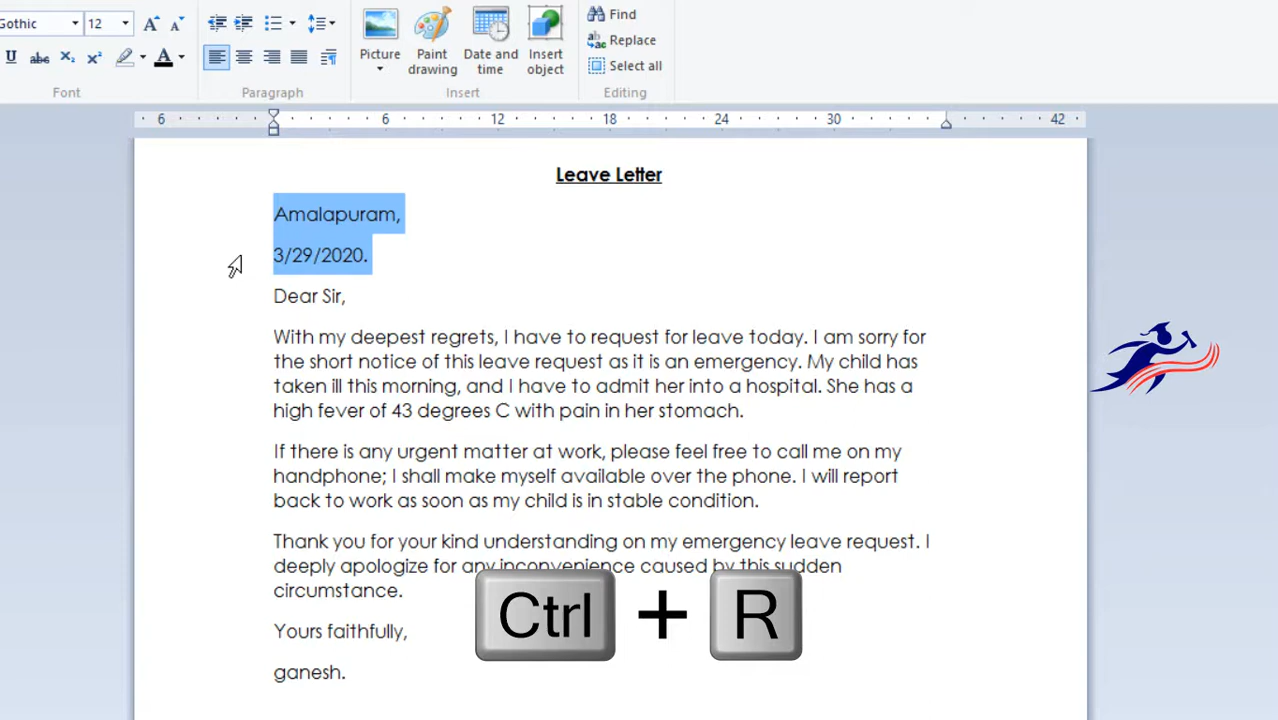 Gothic 12
Picture Paint drawing Date and time Insert object
Find
Replace
Select all
Font Paragraph Insert Editing
6 6 12 18 24 30 42
Leave Letter
Amalapuram,
3/29/2020.
Dear Sir,
With my deepest regrets, I have to request for leave today. I am sorry for
the short notice of this leave request as it is an emergency. My child has
taken ill this morning, and I have to admit her into a hospital. She has a
high fever of 43 degrees C with pain in her stomach.
If there is any urgent matter at work, please feel free to call me on my
handphone; I shall make myself available over the phone. I will report
back to work as soon as my child is in stable condition.
Thank you for your kind understanding on my emergency leave request. I
deeply apologize for any inconvenience caused by this sudden
circumstance.
Yours faithfully,
ganesh.
Ctrl + R